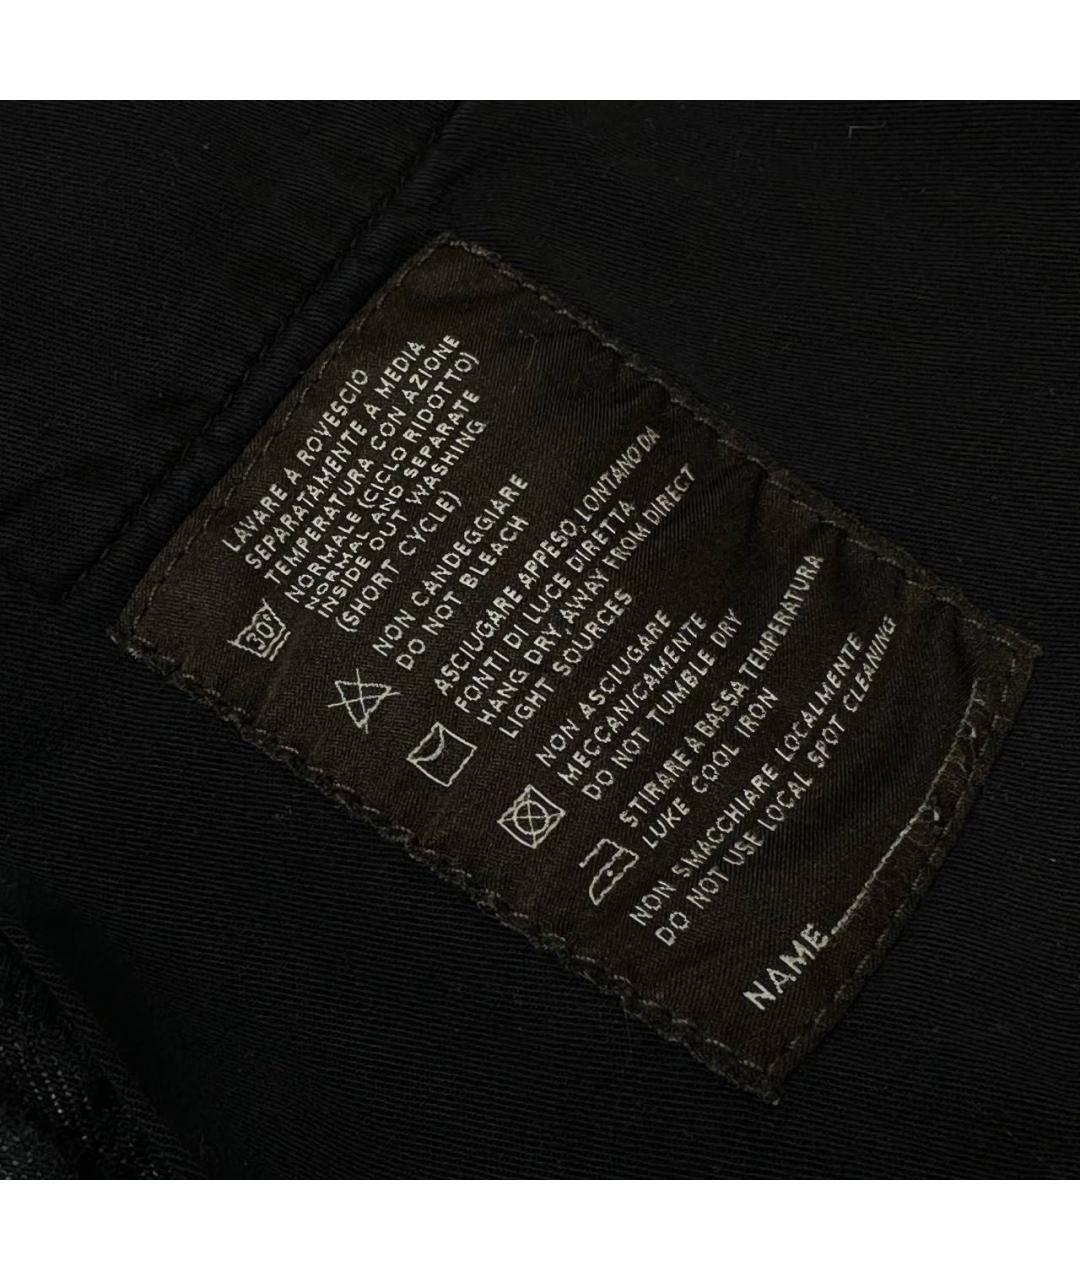 LAVARE A ROVESCIO
SEPARATAMENTE A MEDIA
TEMPERATURA CON AZIONE
NORMALE (CICLO RIDOTTO)
NORMAL AND SEPARATE
INSIDE OUT WASHING
(SHORT CYCLE)
30°
NON CANDEGGIARE
DO NOT BLEACH
ASCIUGARE APPESO, LONTANO DA
FONTI DI LUCE DIRETTA
HANG DRY, AWAY FROM DIRECT
LIGHT SOURCES
NON ASCIUGARE
MECCANICAMENTE
DO NOT TUMBLE DRY
STIRARE A BASSA TEMPERATURA
LUKE COOL IRON
NON SMACCHIARE LOCALMENTE
DO NOT USE LOCAL SPOT CLEANING
NAME